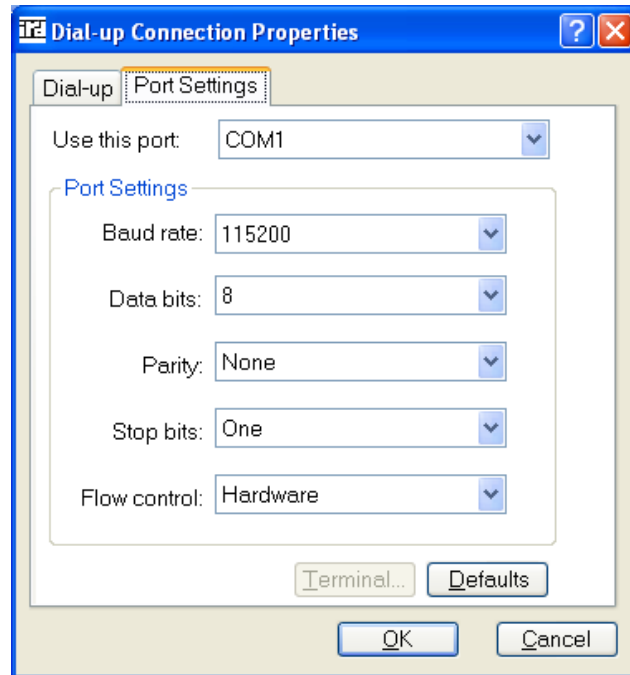 Dial-up Connection Properties
Dial-up Port Settings
Use this port: COM1
Port Settings
Baud rate: 115200
Data bits: 8
Parity: None
Stop bits: One
Flow control: Hardware
Terminal... Defaults
OK Cancel